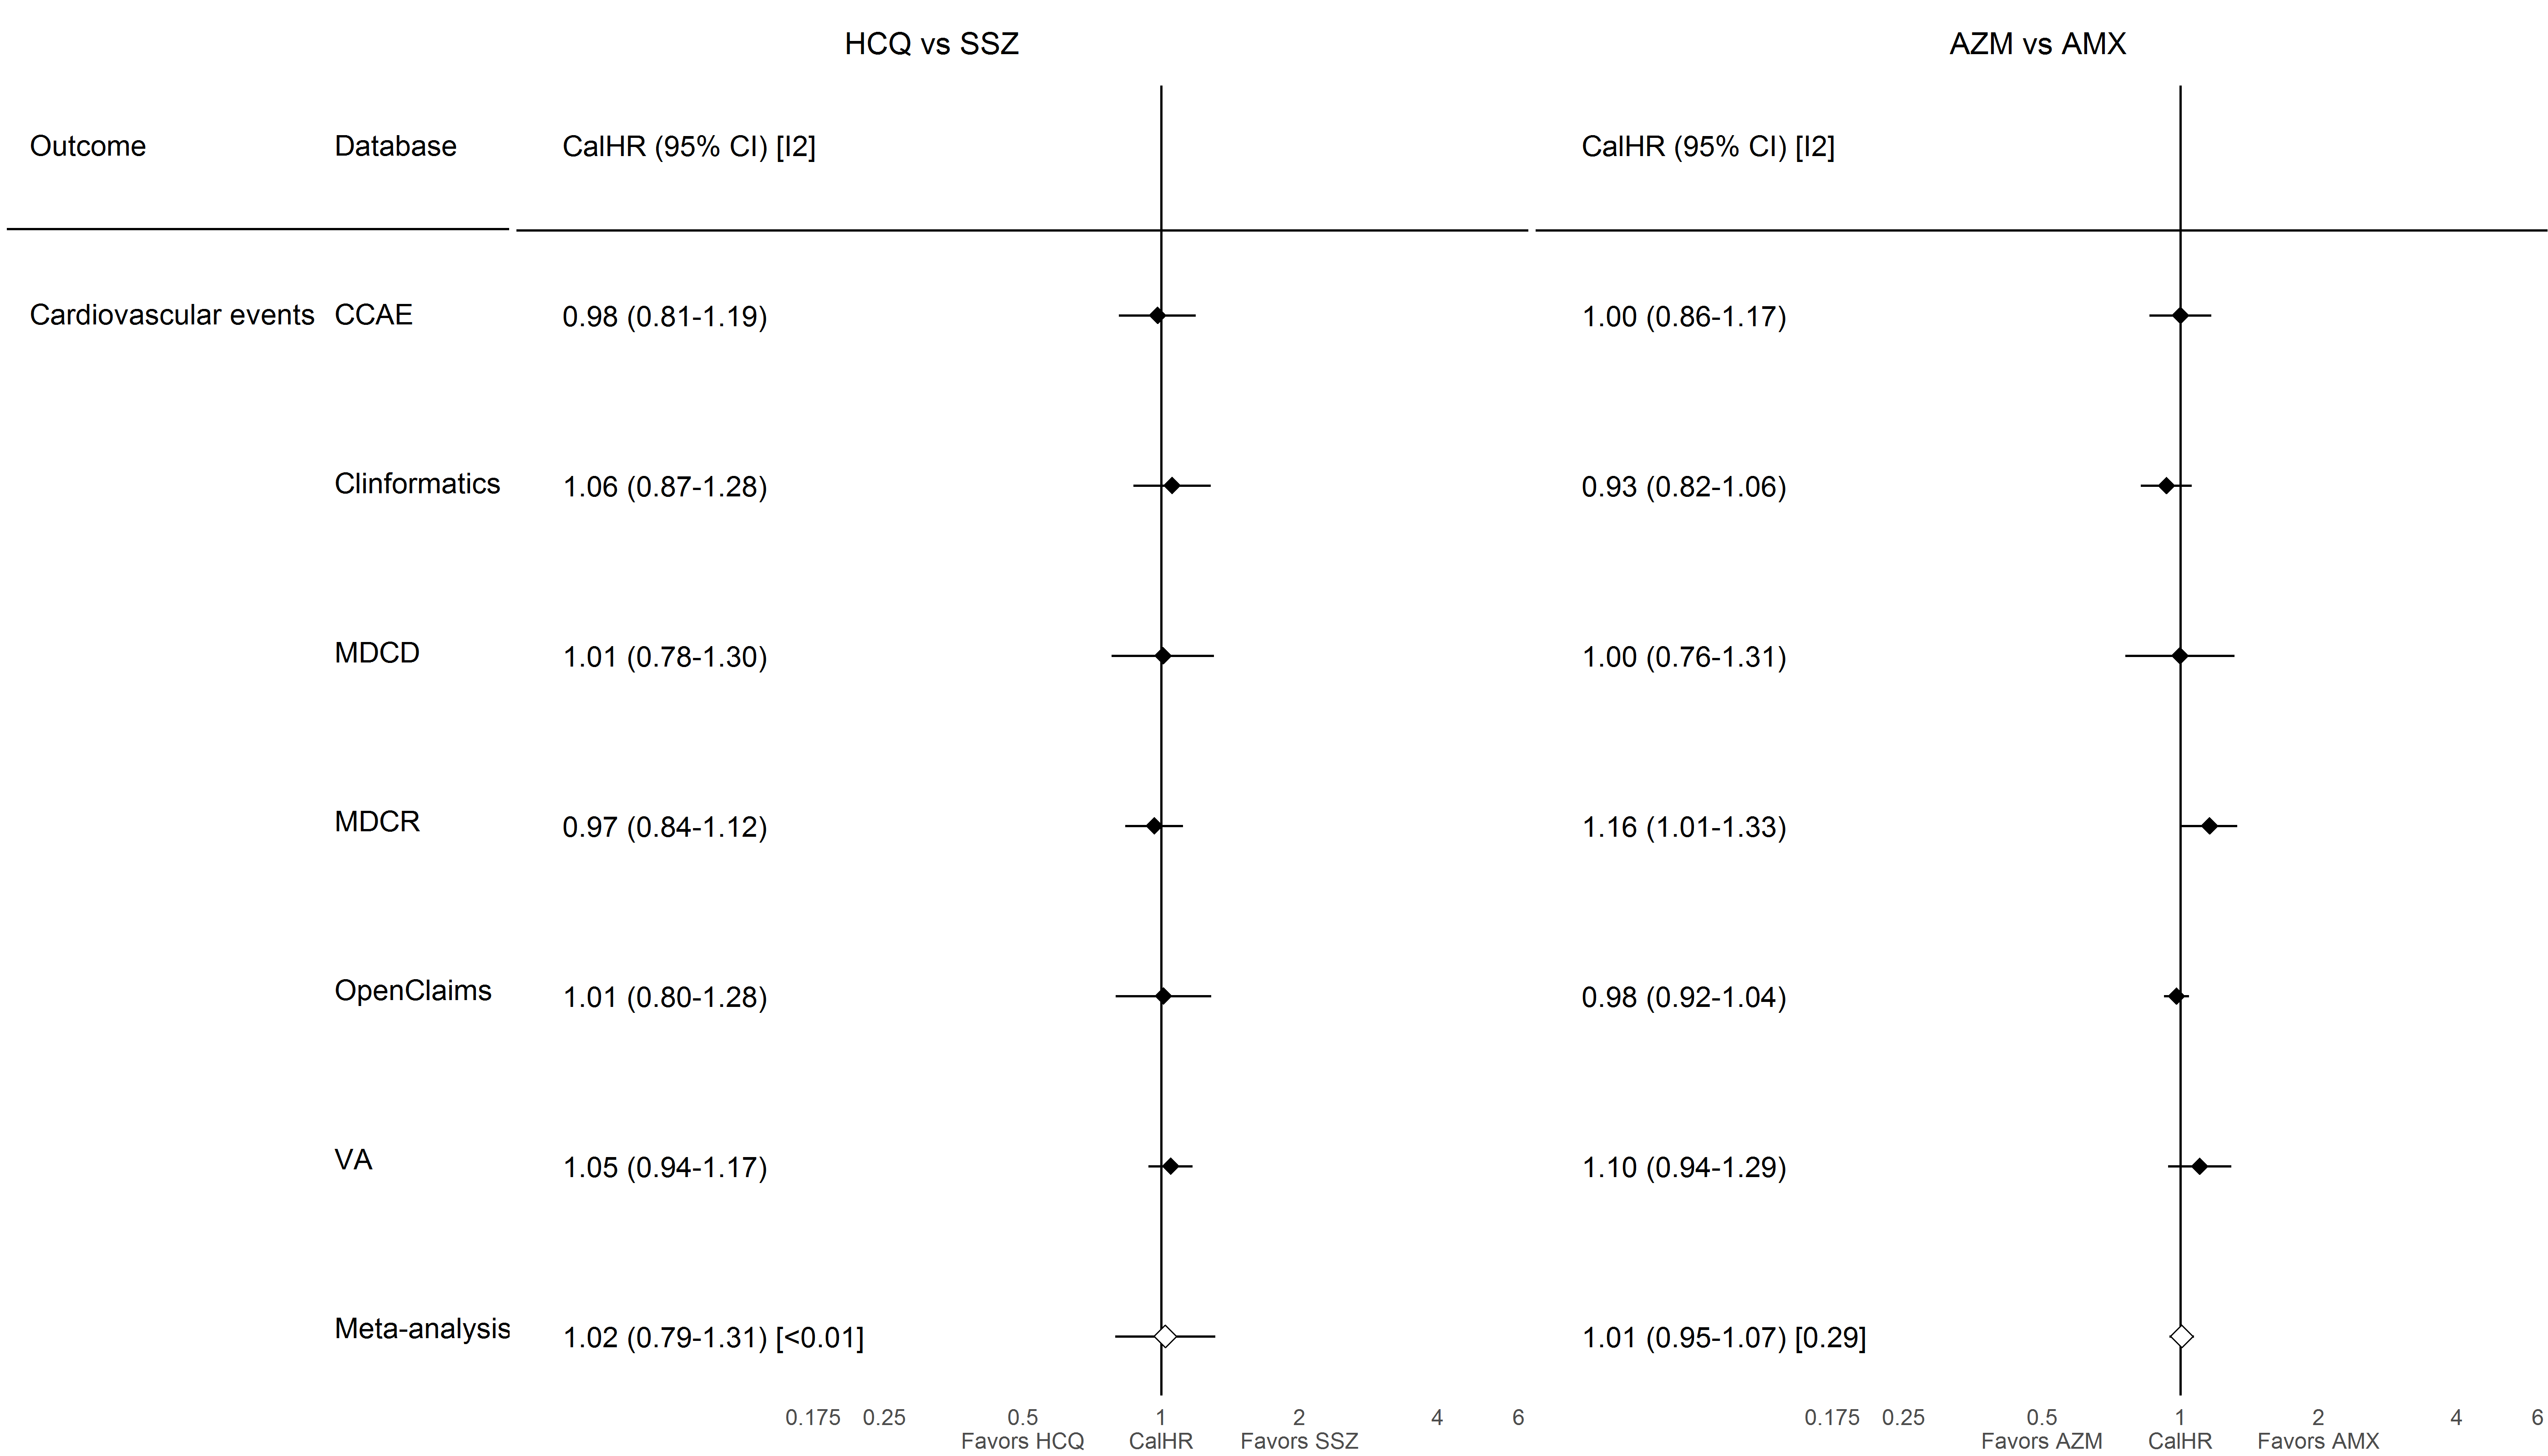 HCQ vs SSZ AZM vs AMX
Outcome Database CalHR (95% CI) [I2] CalHR (95% CI) [I2]
Cardiovascular events CCAE 0.98 (0.81-1.19) 1.00 (0.86-1.17)
Clinformatics 1.06 (0.87-1.28) 0.93 (0.82-1.06)
MDCD 1.01 (0.78-1.30) 1.00 (0.76-1.31)
MDCR 0.97 (0.84-1.12) 1.16 (1.01-1.33)
OpenClaims 1.01 (0.80-1.28) 0.98 (0.92-1.04)
VA 1.05 (0.94-1.17) 1.10 (0.94-1.29)
Meta-analysis 1.02 (0.79-1.31) [<0.01] 1.01 (0.95-1.07) [0.29]
0.175 0.25 0.5 1 2 4 6 0.175 0.25 0.5 1 2 4 6
Favors HCQ CalHR Favors SSZ Favors AZM CalHR Favors AMX